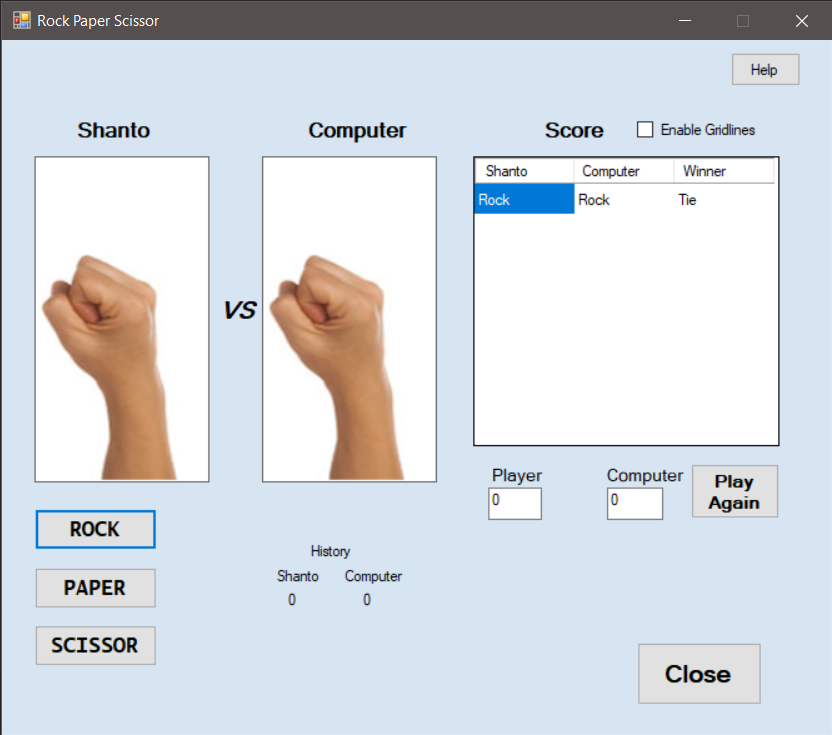 Rock Paper Scissor
Help
Shanto
Computer
Score
Enable Gridlines
Shanto Computer Winner
Rock Rock Tie
VS
Player
0
Computer
0
Play
Again
ROCK
PAPER
SCISSOR
History
Shanto Computer
0 0
Close